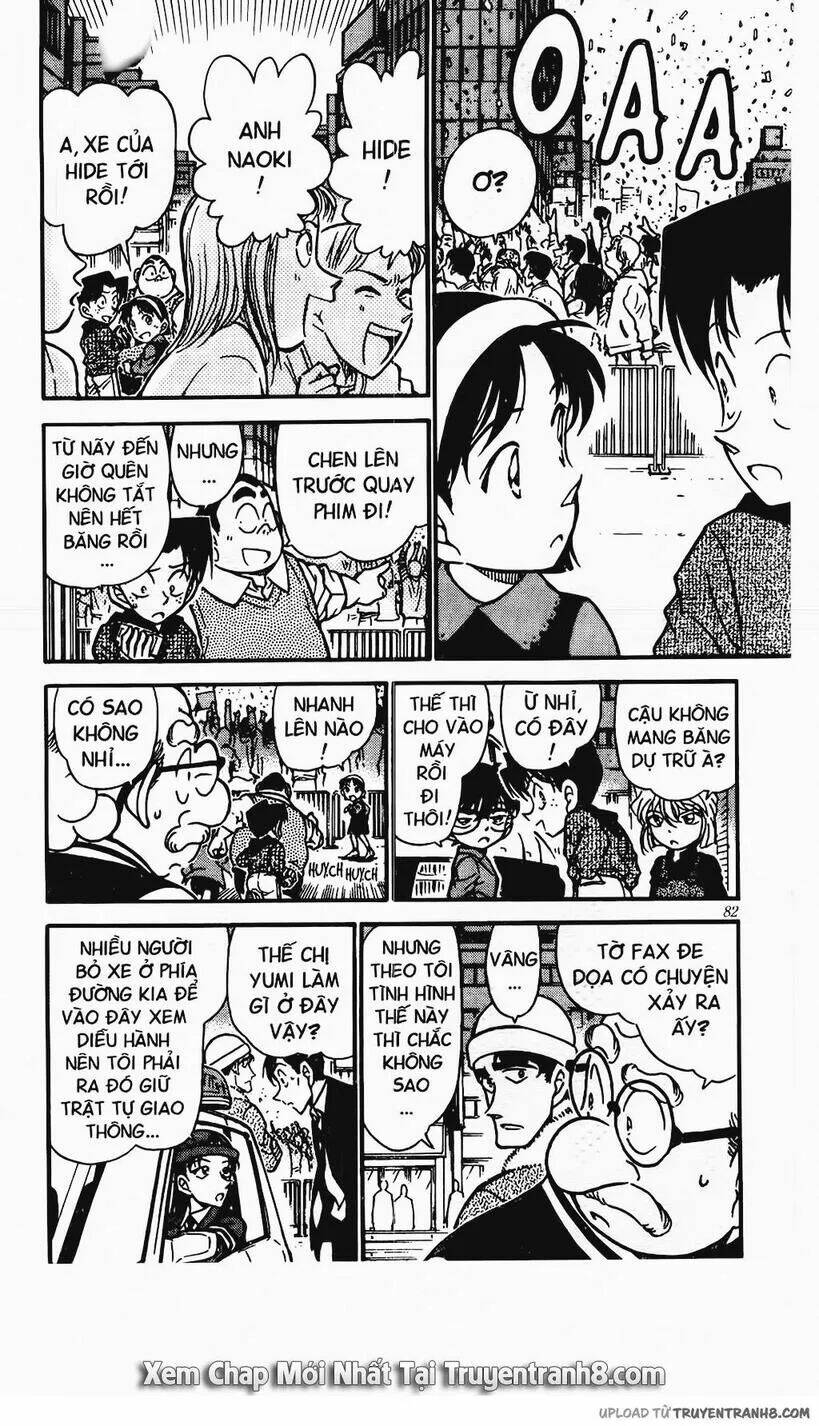 OAA
Ơ?
HIDE
!
ANH
NAOKI
!
A, XE CỦA
HIDE TỚI
RỒI!
CHEN LÊN
TRƯỚC QUAY
PHIM ĐI!
NHƯNG
...
TỪ NÃY ĐẾN
GIỜ QUÊN
KHÔNG TẮT
NÊN HẾT
BĂNG RỒI
...
CẬU KHÔNG
MANG BĂNG
DỰ TRỮ À?
Ừ NHỈ,
CÓ ĐÂY
!
THẾ THÌ
CHO VÀO
MÁY
RỒI
ĐI
THÔI!
NHANH
LÊN NÀO
!
HUỲCH HUỲCH
CÓ SAO
KHÔNG
NHỈ...
82
TỜ FAX ĐE
DỌA CÓ CHUYỆN
XẢY RA
ẤY?
VÂNG
...
NHƯNG
THEO TÔI
TÌNH HÌNH
THẾ NÀY
THÌ CHẮC
KHÔNG
SAO
...
THẾ CHỊ
YUMI LÀM
GÌ Ở ĐÂY
VẬY?
NHIỀU NGƯỜI
BỎ XE Ở PHÍA
ĐƯỜNG KIA ĐỂ
VÀO ĐÂY XEM
DIỀU HÀNH
NÊN TÔI PHẢI
RA ĐÓ GIỮ
TRẬT TỰ GIAO
THÔNG...
Xem Chap Mới Nhất Tại Truyentranh8.com
UPLOAD TỪ TRUYENTRANH8.COM